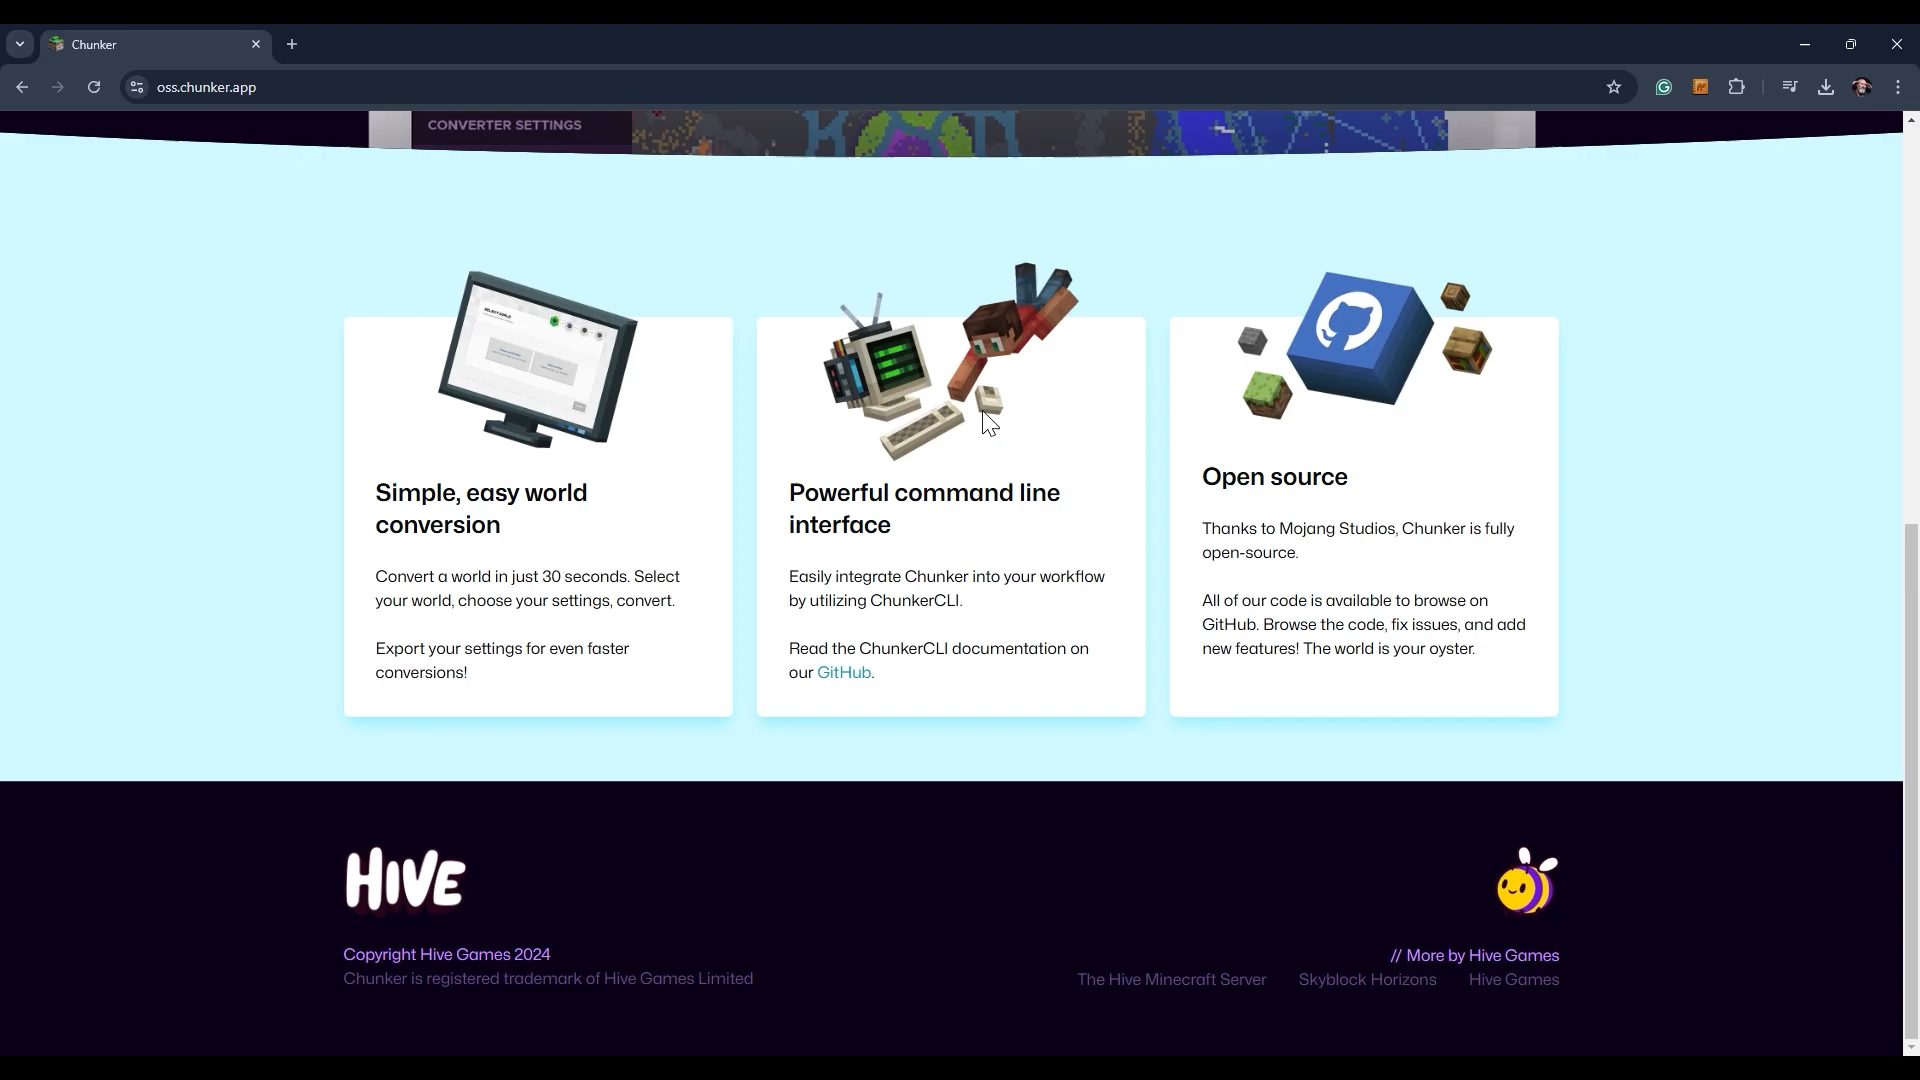 Chunker
oss.chunker.app
CONVERTER SETTINGS
SELECT WORLD
Simple, easy world
conversion
Convert a world in just 30 seconds. Select
your world, choose your settings, convert.
Export your settings for even faster
conversions!
Powerful command line
interface
Easily integrate Chunker into your workflow
by utilizing ChunkerCLI.
Read the ChunkerCLI documentation on
our GitHub.
Open source
Thanks to Mojang Studios, Chunker is fully
open-source.
All of our code is available to browse on
GitHub. Browse the code, fix issues, and add
new features! The world is your oyster.
HIVE
Copyright Hive Games 2024
Chunker is registered trademark of Hive Games Limited
// More by Hive Games
The Hive Minecraft Server Skyblock Horizons Hive Games